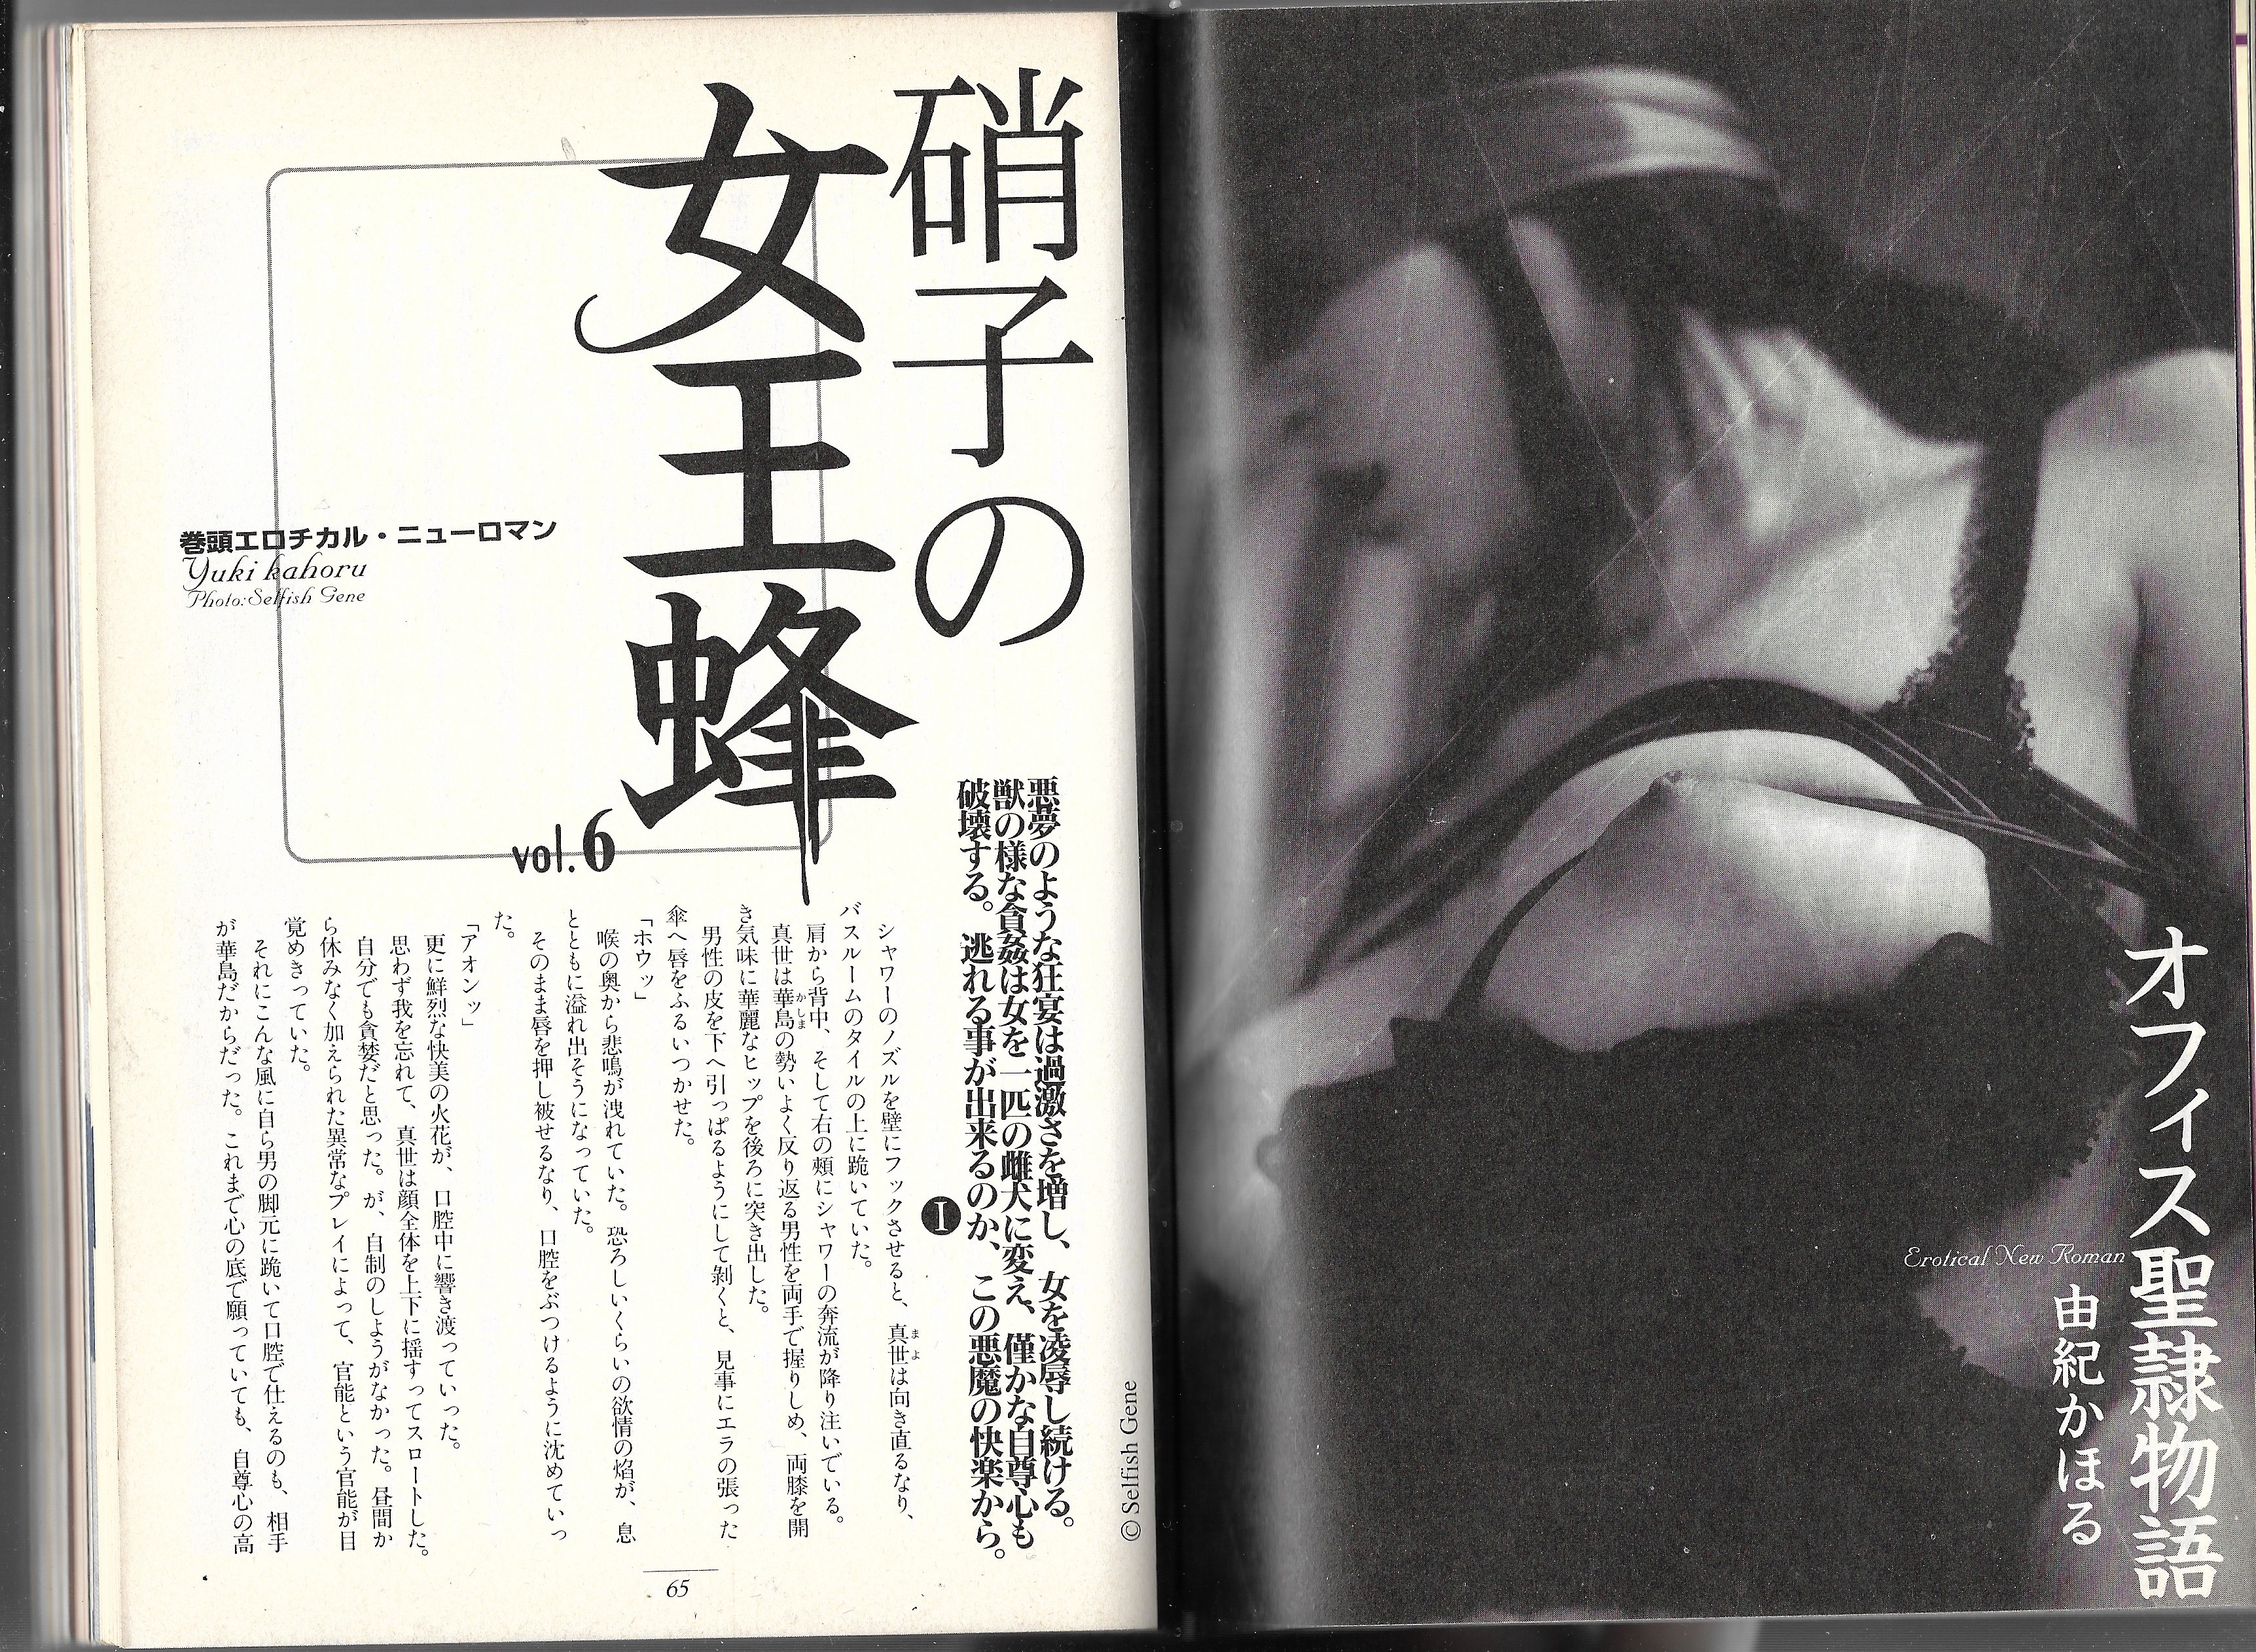 オフィス聖隷物語
Erotical New Roman
由紀かほる
© Selfish Gene
硝子の
女王蜂
vol.6
巻頭エロチカル・ニューロマン
Yuki kahoru
Photo:Selfish Gene
悪夢のような狂宴は過激さを増し、女を凌辱し続ける。
獣の様な貪姦は女を一匹の雌犬に変え、僅かな自尊心も
破壊する。逃れる事が出来るのか、この悪魔の快楽から。
I
シャワーのノズルを壁にフックさせると、真世は向き直るなり、
バスルームのタイルの上に跪いていた。
肩から背中、そして右の頰にシャワーの奔流が降り注いでいる。
真世は華島の勢いよく反り返る男性を両手で握りしめ、両膝を開
き気味に華麗なヒップを後ろに突き出した。
男性の皮を下へ引っぱるようにして剝くと、見事にエラの張った
傘へ唇をふるいつかせた。
「ホウッ」
喉の奥から悲鳴が洩れていた。恐ろしいくらいの欲情の焰が、息
とともに溢れ出そうになっていた。
そのまま唇を押し被せるなり、口腔をぶつけるように沈めていっ
た。
「アオンッ」
更に鮮烈な快美の火花が、口腔中に響き渡っていった。
思わず我を忘れて、真世は顔全体を上下に揺すってスロートした。
自分でも貪婪だと思った。が、自制のしようがなかった。昼間か
ら休みなく加えられた異常なプレイによって、官能という官能が目
覚めきっていた。
それにこんな風に自ら男の脚元に跪いて口腔で仕えるのも、相手
が華島だからだった。これまで心の底で願っていても、自尊心の高
65